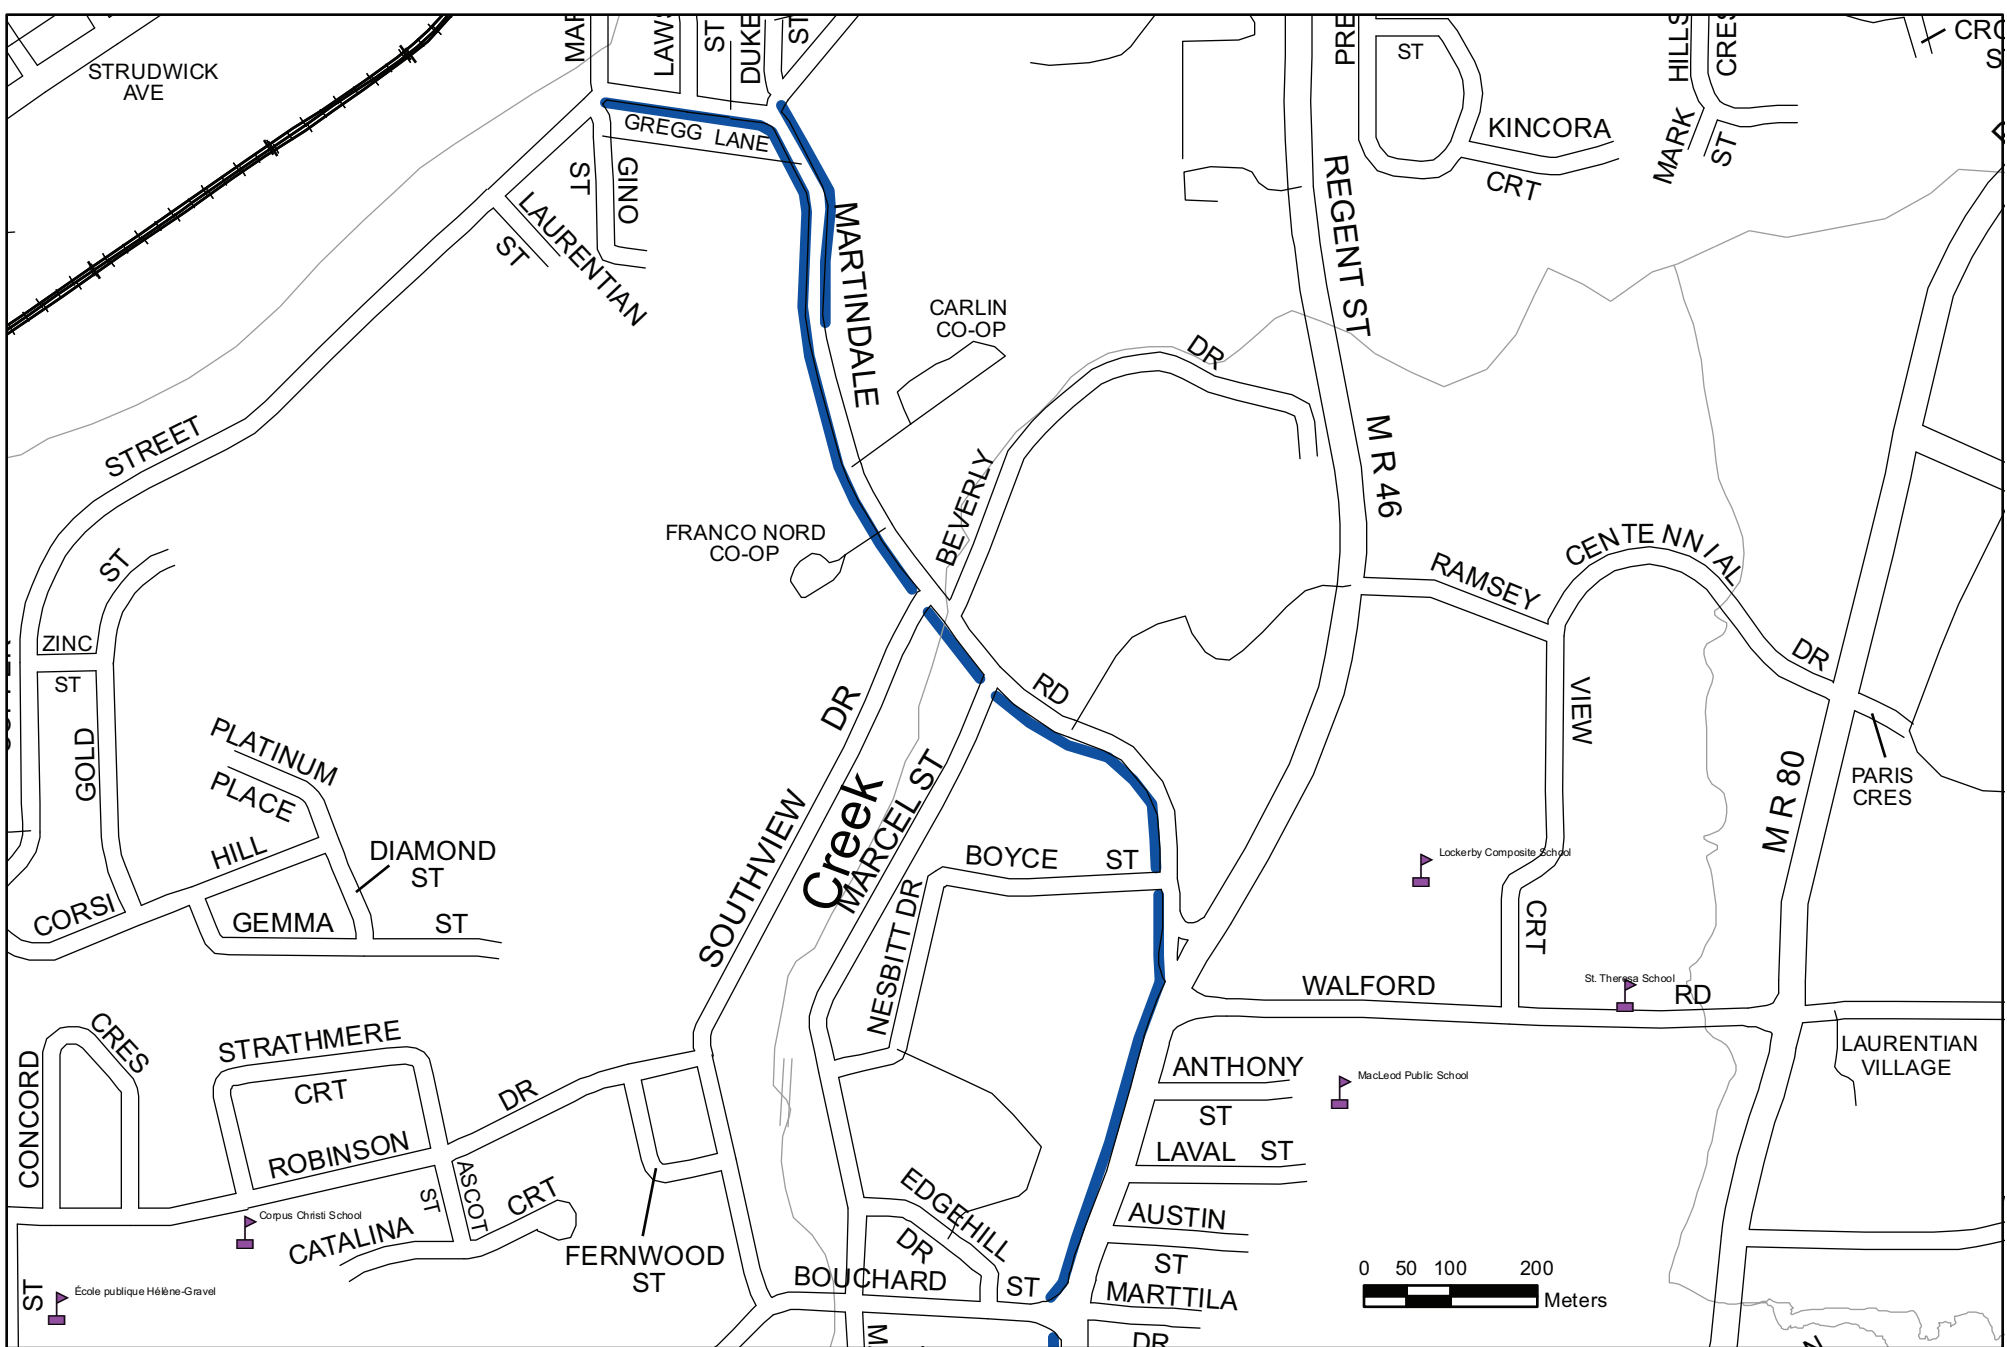 STRUDWICK
AVE
LAWS
ST
DUKE
ST
ST
HILLS
CRES
GREGG LANE
KINCORA
CRT
MARK
ST
ST
GINO
LAURENTIAN
ST
MARTINDALE
REGENT ST
CARLIN
CO-OP
DR
STREET
M R 46
BEVERLY
FRANCO NORD
CO-OP
ST
RAMSEY
CENTENNIAL
ZINC
ST
DR
RD
DR
VIEW
GOLD
PLATINUM
PLACE
PARIS
CRES
M R 80
SOUTHVIEW
Creek
MARCEL ST
HILL
DIAMOND
ST
BOYCE ST
Lockerby Composite School
CORSI
GEMMA ST
NESBITT DR
CRT
WALFORD
St. Theresa School
RD
CONCORD
CRES
STRATHMERE
CRT
DR
ANTHONY
ST
MacLeod Public School
LAURENTIAN
VILLAGE
ROBINSON
LAVAL ST
ASCOT
ST
CRT
CATALINA
Corpus Christi School
EDGEHILL
DR
AUSTIN
ST
FERNWOOD
ST
BOUCHARD ST
MARTTILA
DR
École publique Hélène-Gravel
ST
0 50 100 200
Meters